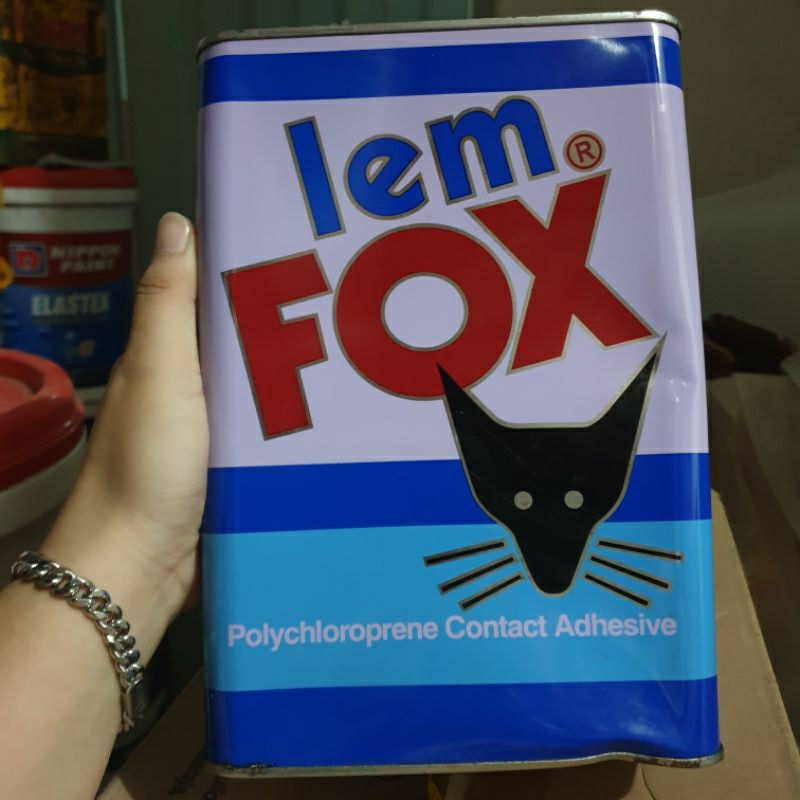 lem ®
FOX
Polychloroprene Contact Adhesive
NIPPON
PAINT
ELASTEX